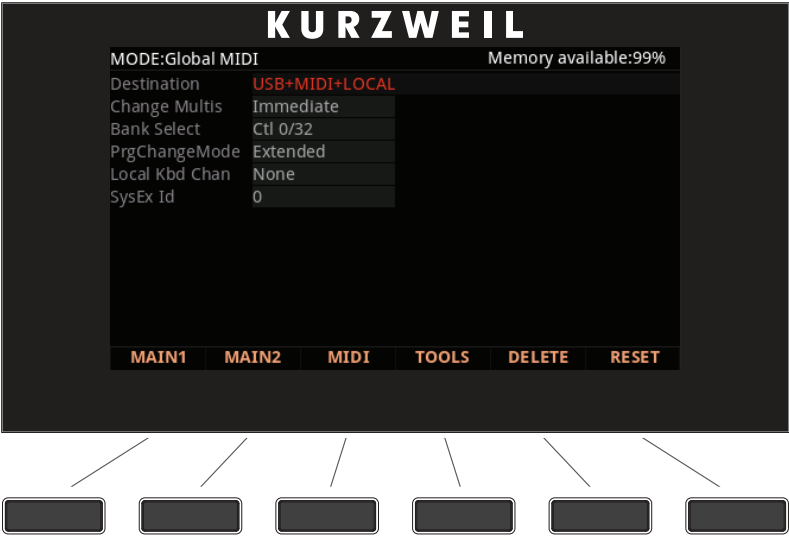 KURZWEIL
MODE:Global MIDI Memory available:99%
Destination USB+MIDI+LOCAL
Change Multis Immediate
Bank Select Ctl 0/32
PrgChangeMode Extended
Local Kbd Chan None
SysEx Id 0
MAIN1 MAIN2 MIDI TOOLS DELETE RESET